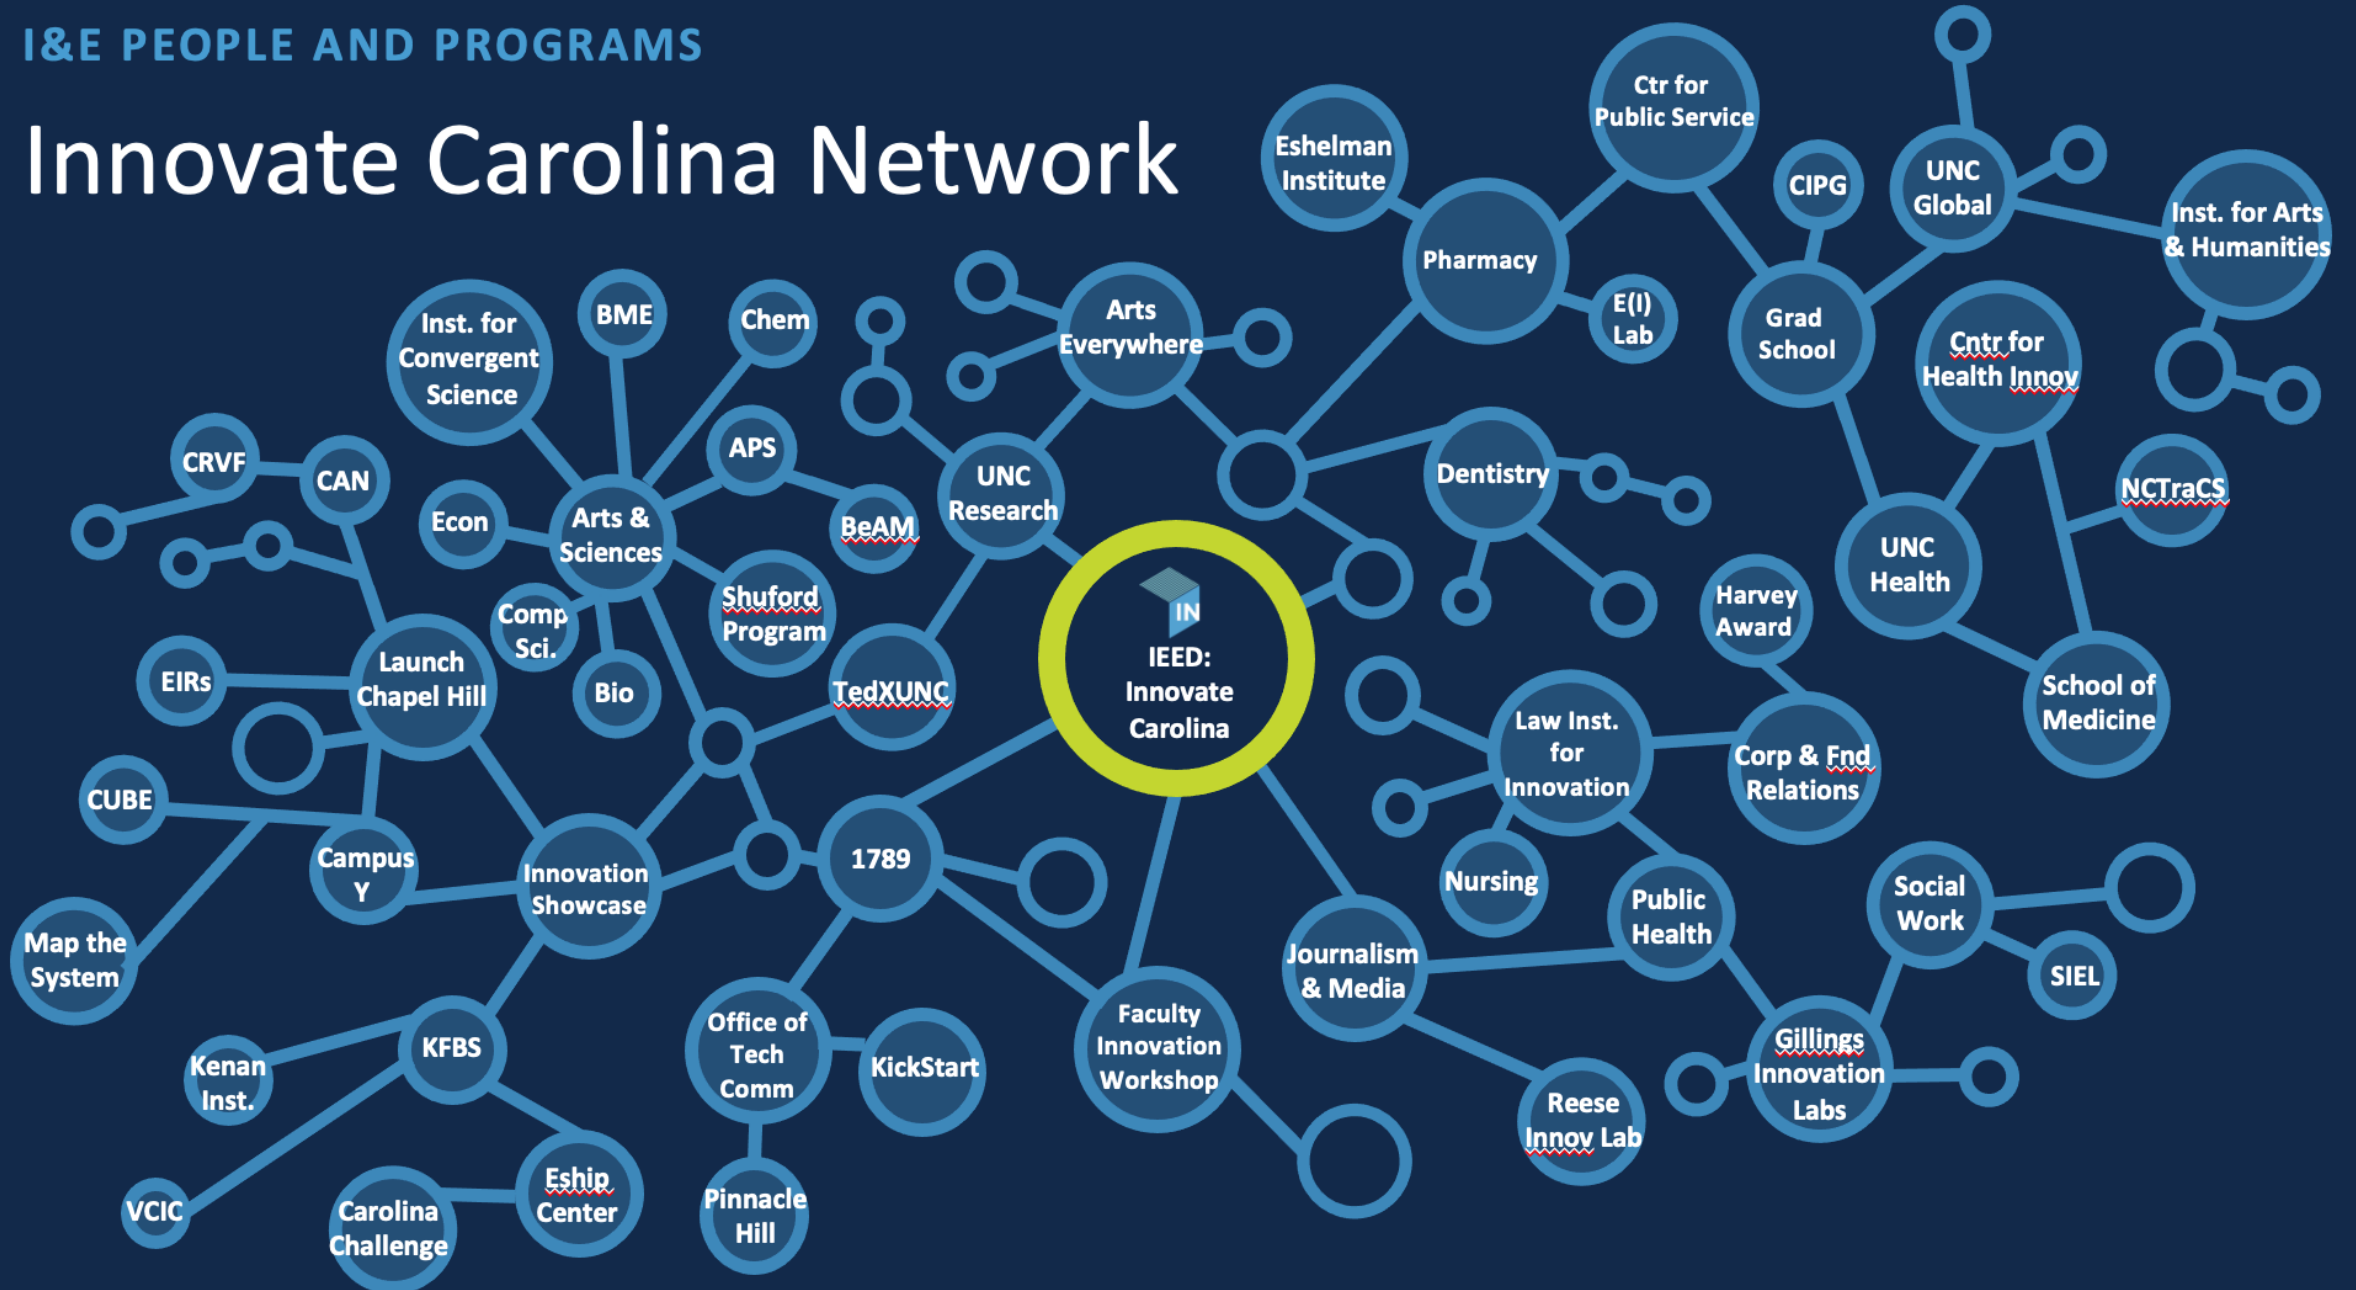 I&E PEOPLE AND PROGRAMS
Innovate Carolina Network
Ctr for
Public Service
Eshelman
Institute
Pharmacy
E(I)
Lab
CIPG
UNC
Global
Inst. for Arts
& Humanities
Grad
School
Cntr for
Health Innov
NCTraCS
UNC
Health
School of
Medicine
Arts
Everywhere
UNC
Research
Dentistry
Inst. for
Convergent
Science
BME
Chem
APS
BeAM
Arts &
Sciences
Econ
Comp
Sci.
Bio
Shuford
Program
TedXUNC
CRVF
CAN
Launch
Chapel Hill
EIRs
CUBE
Campus
Y
Map the
System
Innovation
Showcase
1789
IN
IEED:
Innovate
Carolina
Harvey
Award
Law Inst.
for
Innovation
Corp & Fnd
Relations
Nursing
Public
Health
Social
Work
SIEL
Journalism
& Media
Gillings
Innovation
Labs
Reese
Innov Lab
Faculty
Innovation
Workshop
Office of
Tech
Comm
KickStart
Pinnacle
Hill
KFBS
Kenan
Inst.
VCIC
Carolina
Challenge
Eship
Center